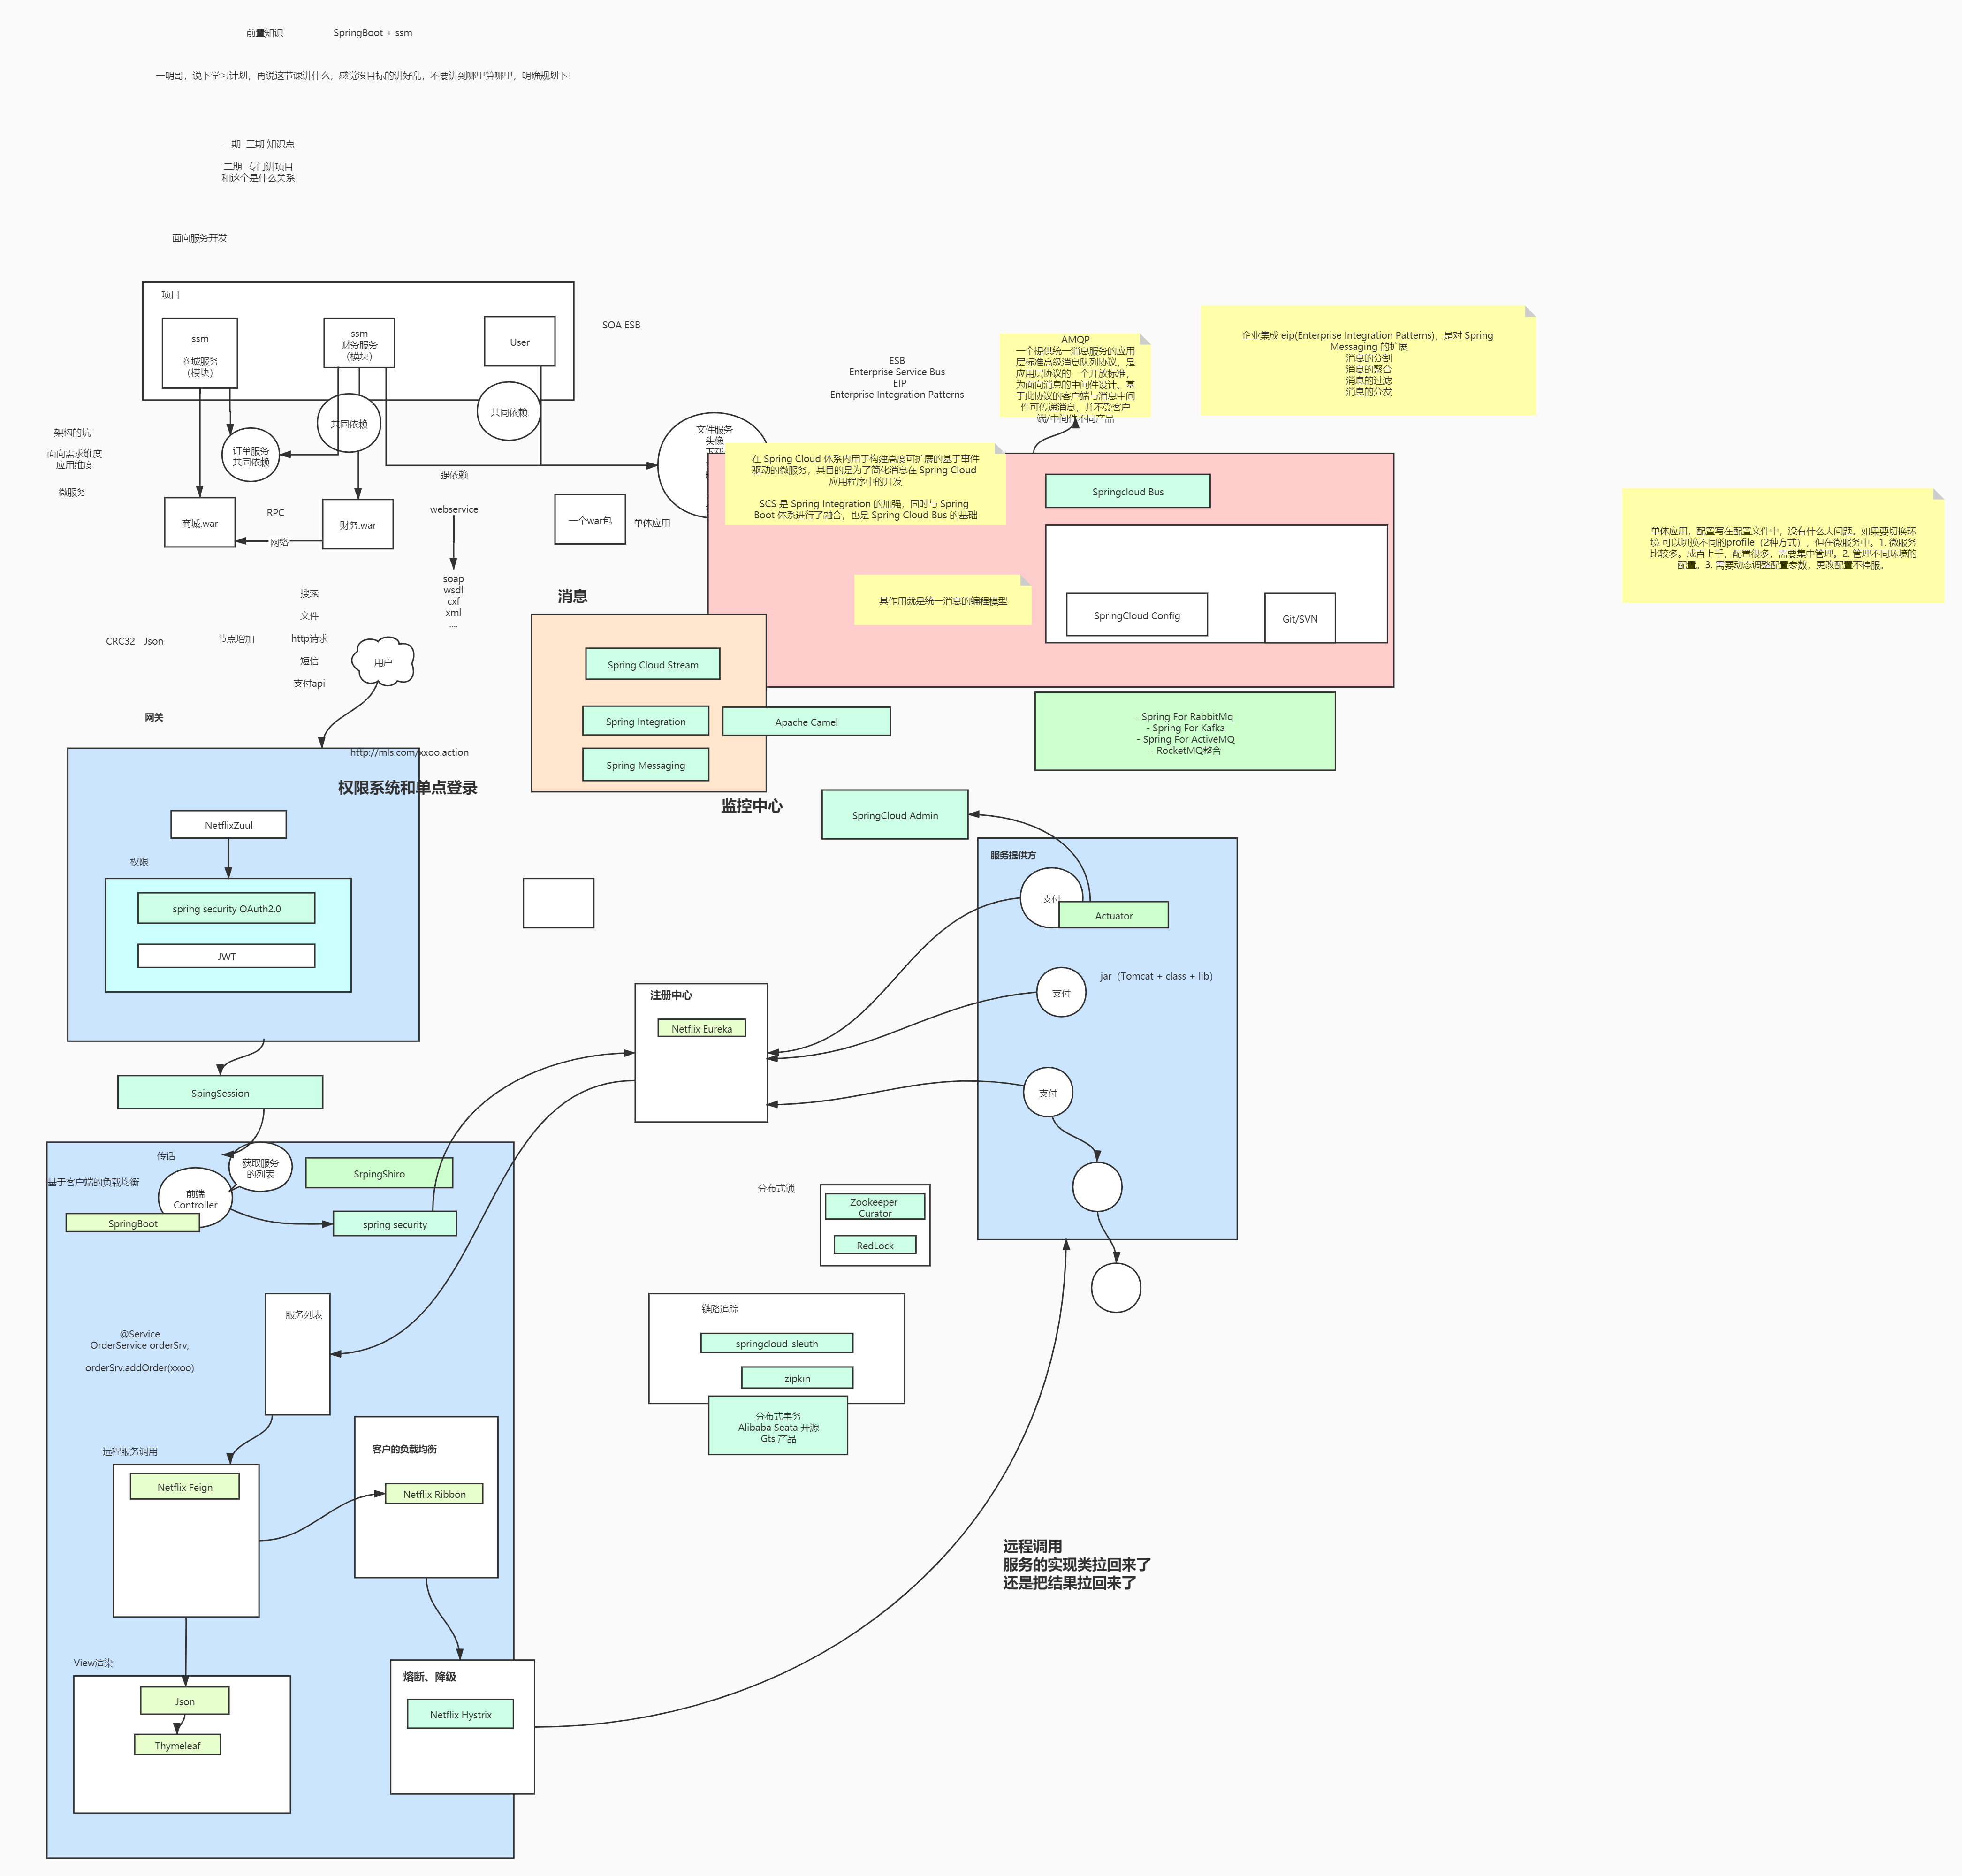 前置知识
SpringBoot + ssm
一明哥，说下学习计划，再说这节课讲什么，感觉没目标的讲好乱，不要讲到哪里算哪里，明确规划下！
一期 三期 知识点
二期 专门讲项目
和这个是什么关系
面向服务开发
项目
ssm
商城服务
（模块）
ssm
财务服务
（模块）
User
SOA ESB
共同依赖
共同依赖
订单服务
共同依赖
架构的坑
面向需求维度
应用维度
微服务
商城.war
RPC
网络
财务.war
强依赖
webservice
soap
wsdl
cxf
xml
....
一个war包
单体应用
文件服务
头像
下载
ESB
Enterprise Service Bus
EIP
Enterprise Integration Patterns
AMQP
一个提供统一消息服务的应用
层标准高级消息队列协议，是
应用层协议的一个开放标准，
为面向消息的中间件设计。基
于此协议的客户端与消息中间
件可传递消息，并不受客户
端/中间件不同产品
企业集成 eip(Enterprise Integration Patterns)，是对 Spring
Messaging 的扩展
消息的分割
消息的聚合
消息的过滤
消息的分发
在 Spring Cloud 体系内用于构建高度可扩展的基于事件
驱动的微服务，其目的是为了简化消息在 Spring Cloud
应用程序中的开发
SCS 是 Spring Integration 的加强，同时与 Spring
Boot 体系进行了融合，也是 Spring Cloud Bus 的基础
Springcloud Bus
其作用就是统一消息的编程模型
SpringCloud Config
Git/SVN
单体应用，配置写在配置文件中，没有什么大问题。如果要切换环
境 可以切换不同的profile（2种方式）, 但在微服务中。1. 微服务
比较多。成百上千，配置很多，需要集中管理。2. 管理不同环境的
配置。3. 需要动态调整配置参数，更改配置不停服。
搜索
文件
http请求
短信
支付api
CRC32 Json
节点增加
用户
消息
Spring Cloud Stream
Spring Integration
Apache Camel
Spring Messaging
- Spring For RabbitMq
- Spring For Kafka
- Spring For ActiveMQ
- RocketMQ整合
网关
http://mls.com/xxoo.action
权限系统和单点登录
NetflixZuul
权限
spring security OAuth2.0
JWT
监控中心
SpringCloud Admin
服务提供方
支付
Actuator
支付
jar（Tomcat + class + lib）
支付
注册中心
Netflix Eureka
SpingSession
传话
获取服务
的列表
基于客户端的负载均衡
前端
Controller
SpringBoot
SrpingShiro
spring security
分布式锁
Zookeeper
Curator
RedLock
服务列表
@Service
OrderService orderSrv;
orderSrv.addOrder(xxoo)
链路追踪
springcloud-sleuth
zipkin
分布式事务
Alibaba Seata 开源
Gts 产品
远程服务调用
Netflix Feign
客户的负载均衡
Netflix Ribbon
远程调用
服务的实现类拉回来了
还是把结果拉回来了
View渲染
Json
Thymeleaf
熔断、降级
Netflix Hystrix